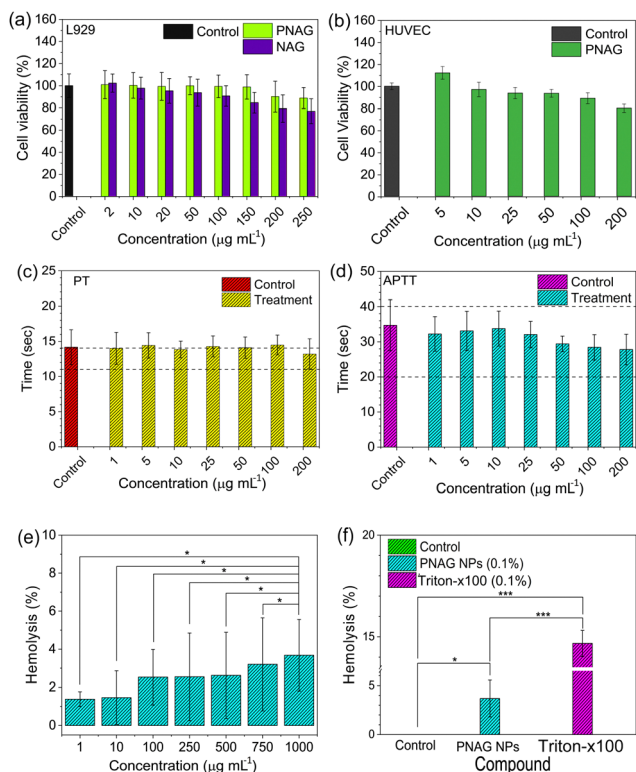 (a)
L929
Control
PNAG
NAG
160
140
120
100
80
60
40
20
0
Cell viability (%)
Control
2
10
20
50
100
150
200
250
Concentration (μg mL⁻¹)
(b)
HUVEC
Control
PNAG
160
140
120
100
80
60
40
20
0
Cell Viability (%)
Control
5
10
25
50
100
200
Concentration (μg mL⁻¹)
(c)
PT
Control
Treatment
25
20
15
10
5
0
Time (sec)
Control
1
5
10
25
50
100
200
Concentration (μg mL⁻¹)
(d)
APTT
Control
Treatment
50
40
30
20
10
0
Time (sec)
Control
1
5
10
25
50
100
200
Concentration (μg mL⁻¹)
(e)
10
8
6
4
2
0
Hemolysis (%)
*
*
*
*
*
*
1
10
100
250
500
750
1000
Concentration (μg mL⁻¹)
(f)
Control
PNAG NPs (0.1%)
Triton-x100 (0.1%)
20
15
5
0
Hemolysis (%)
***
***
*
Control
PNAG NPs
Triton-x100
Compound